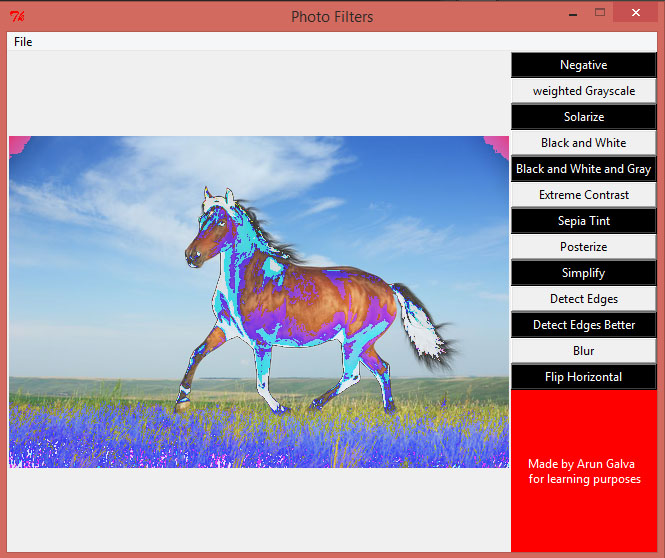 Photo Filters
File
Negative
weighted Grayscale
Solarize
Black and White
Black and White and Gray
Extreme Contrast
Sepia Tint
Posterize
Simplify
Detect Edges
Detect Edges Better
Blur
Flip Horizontal
Made by Arun Galva
for learning purposes